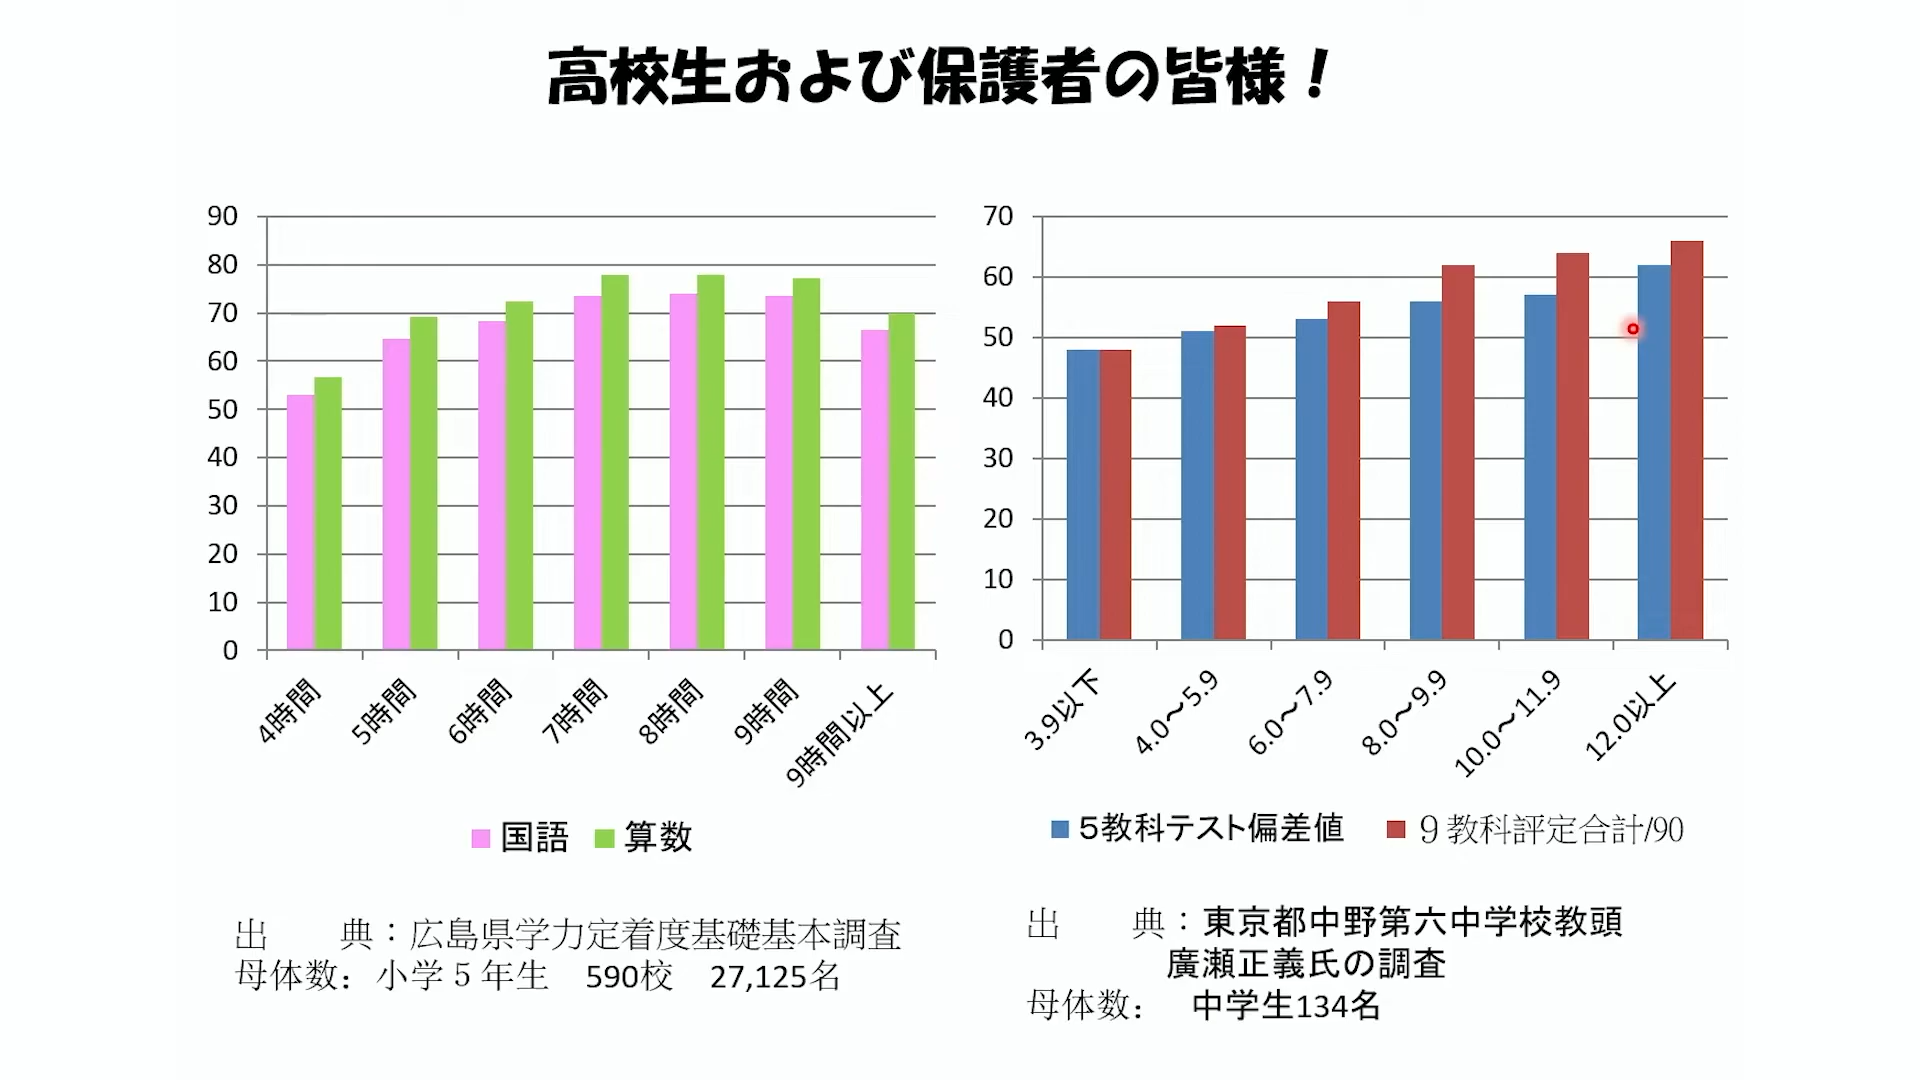 高校生および保護者の皆様！
90
80
70
60
50
40
30
20
10
0
4時間
5時間
6時間
7時間
8時間
9時間
9時間以上
国語 算数
出　　典：広島県学力定着度基礎基本調査
母体数：小学５年生　590校　27,125名
70
60
50
40
30
20
10
0
3.9以下
4.0～5.9
6.0～7.9
8.0～9.9
10.0～11.9
12.0以上
５教科テスト偏差値 ９教科評定合計/90
出　　典：東京都中野第六中学校教頭
廣瀬正義氏の調査
母体数：　中学生134名